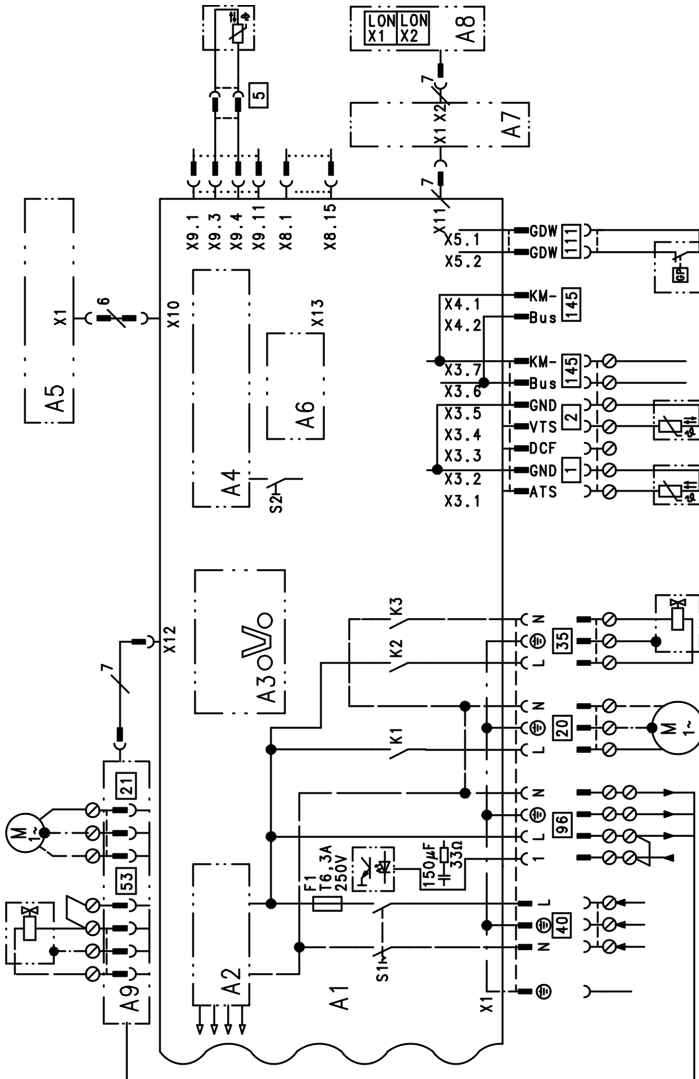 LON LON
X1 X2
A8
5
7
X1 X2
A7
7
X9.1
X9.3
X9.4
X9.11
X8.1
X8.15
X11
X1
6
A5
X10
X5.1
X5.2
GDW
GDW
111
GP
A4
A6
X13
S2
X4.1
X4.2
KM-
Bus
145
X3.7
X3.6
X3.5
X3.4
X3.3
X3.2
X3.1
KM-
Bus
GND
VTS
DCF
GND
ATS
145
2
1
X12
7
A3
K3
K2
K1
N
L
35
N
L
20
M
1~
N
L
1
96
M
1~
21
53
A9
A2
F1
T6,3A
250V
150µF
33Ω
S1
A1
X1
L
N
40